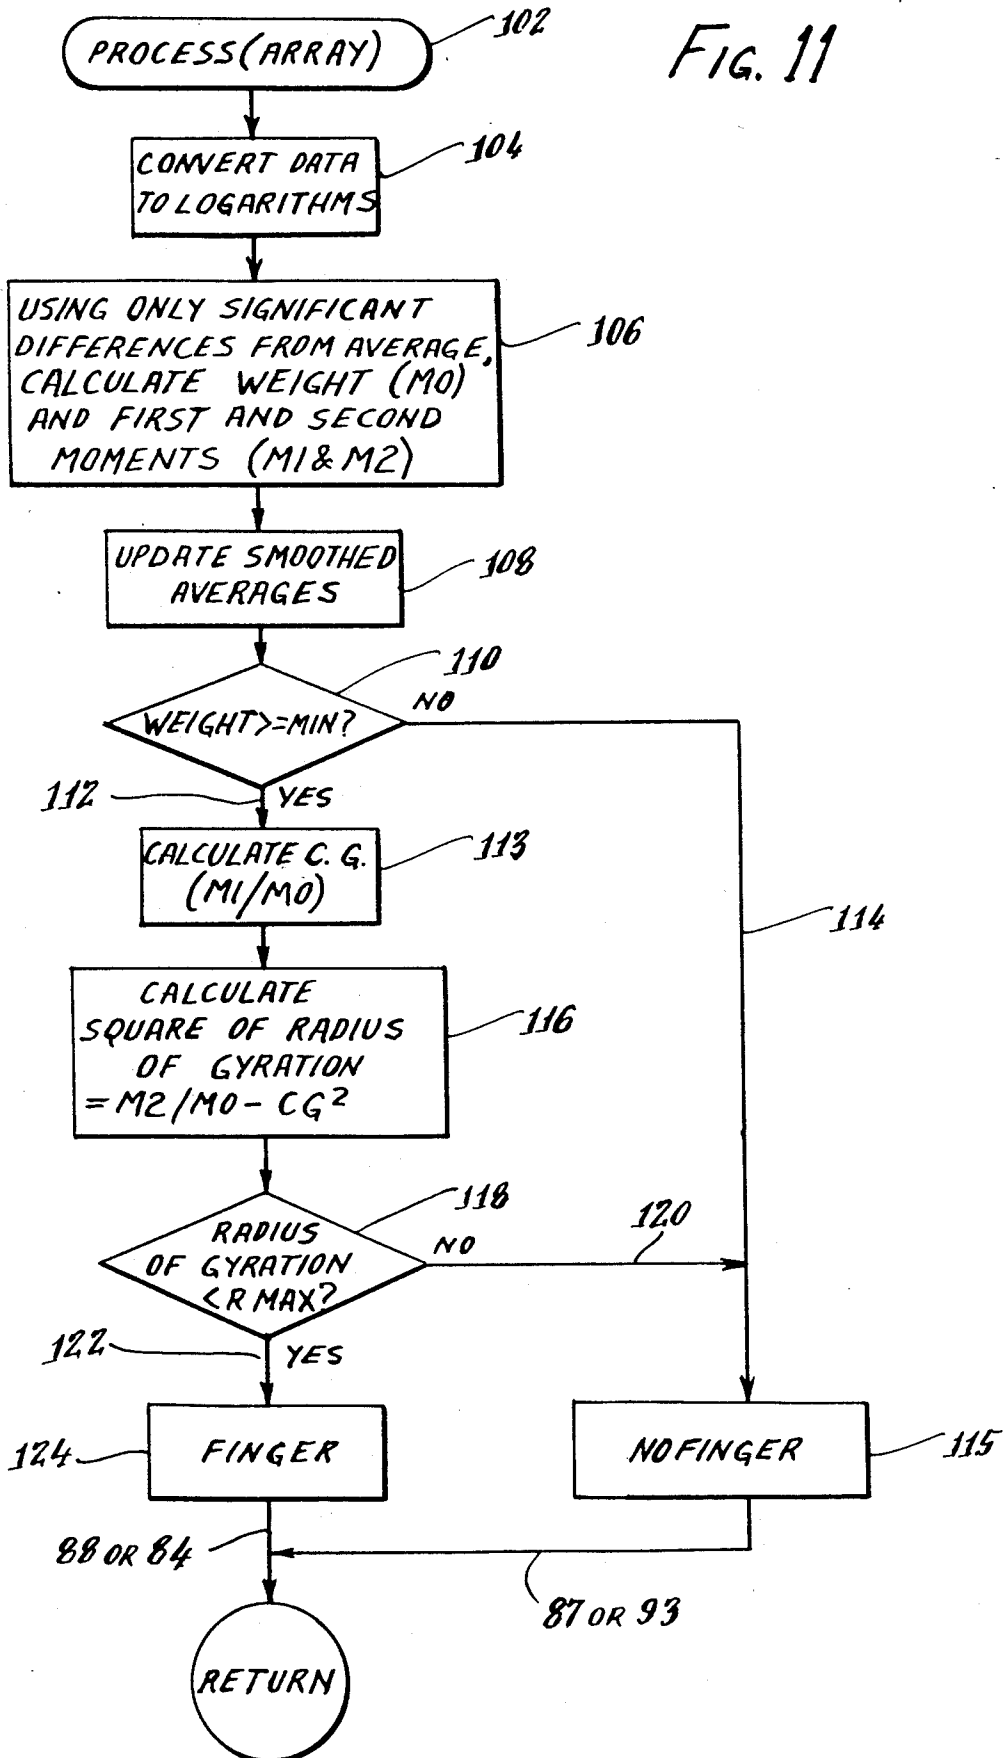 FIG. 11
PROCESS(ARRAY)
102
CONVERT DATA
TO LOGARITHMS
104
USING ONLY SIGNIFICANT
DIFFERENCES FROM AVERAGE,
CALCULATE WEIGHT (MO)
AND FIRST AND SECOND
MOMENTS (M1 & M2)
106
UPDATE SMOOTHED
AVERAGES
108
110
WEIGHT>=MIN?
NO
112
YES
CALCULATE C. G.
(M1/MO)
113
114
CALCULATE
SQUARE OF RADIUS
OF GYRATION
= M2/MO - CG²
116
118
RADIUS
OF GYRATION
<R MAX?
NO
120
122
YES
124
FINGER
NOFINGER
115
88 OR 84
87 OR 93
RETURN